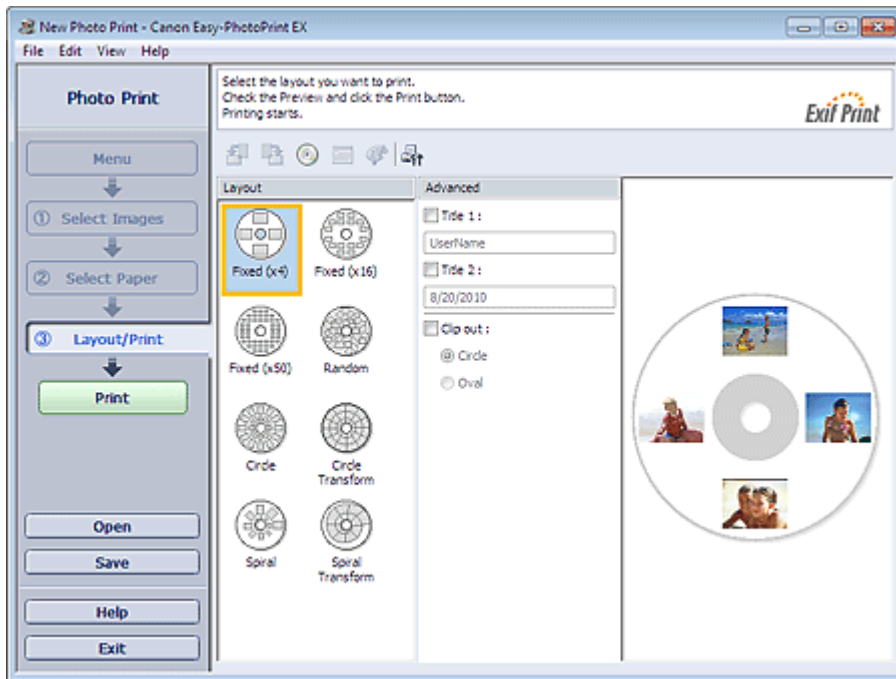 New Photo Print - Canon Easy-PhotoPrint EX
File Edit View Help
Photo Print
Select the layout you want to print.
Check the Preview and click the Print button.
Printing starts.
Exif Print
Menu
① Select Images
② Select Paper
③ Layout/Print
Print
Open
Save
Help
Exit
Layout
Fixed (x4)
Fixed (x16)
Fixed (x50)
Random
Circle
Circle
Transform
Spiral
Spiral
Transform
Advanced
Title 1 :
UserName
Title 2 :
8/20/2010
Clip out :
Circle
Oval